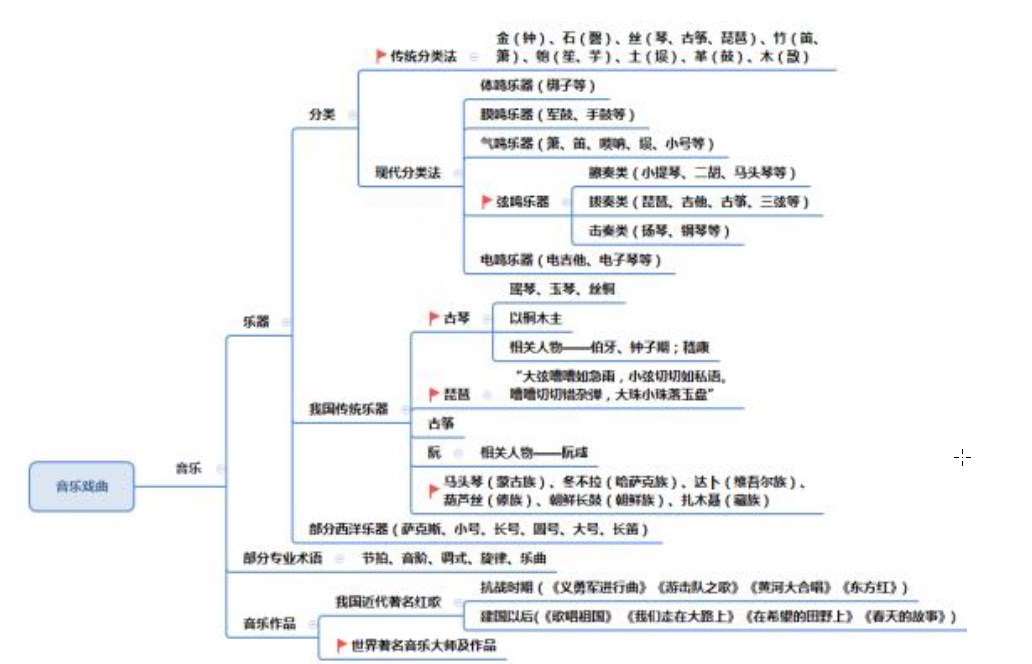 金（钟）、石（磬）、丝（琴、古筝、琵琶）、竹（笛、
传统分类法
箫）、匏（笙、芋）、土（埙）、革（鼓）、木（敔）
体鸣乐器（梆子等）
分类
膜鸣乐器（军鼓、手鼓等）
气鸣乐器（箫、笛、唢呐、埙、小号等）
现代分类法
擦奏类（小提琴、二胡、马头琴等）
弦鸣乐器
拨奏类（琵琶、吉他、古筝、三弦等）
击奏类（扬琴、钢琴等）
电鸣乐器（电吉他、电子琴等）
瑶琴、玉琴、丝桐
乐器
古琴
以桐木主
相关人物——伯牙、钟子期；嵇康
“大弦嘈嘈如急雨，小弦切切如私语。
琵琶
嘈嘈切切错杂弹，大珠小珠落玉盘”
我国传统乐器
古筝
阮
相关人物——阮咸
音乐
马头琴（蒙古族）、冬不拉（哈萨克族）、达卜（维吾尔族）、
音乐戏曲
葫芦丝（傣族）、朝鲜长鼓（朝鲜族）、扎木聂（藏族）
部分西洋乐器（萨克斯、小号、长号、圆号、大号、长笛）
部分专业术语
节拍、音阶、调式、旋律、乐曲
抗战时期（《义勇军进行曲》《游击队之歌》《黄河大合唱》《东方红》）
我国近代著名红歌
建国以后(《歌唱祖国》 《我们走在大路上》《在希望的田野上》《春天的故事》）
音乐作品
世界著名音乐大师及作品